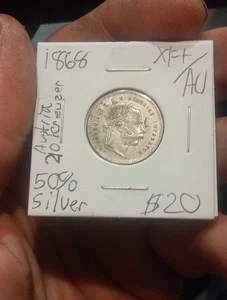 1868
XF+/AU
Austria
20 Kreuzer
50%
Silver
$20